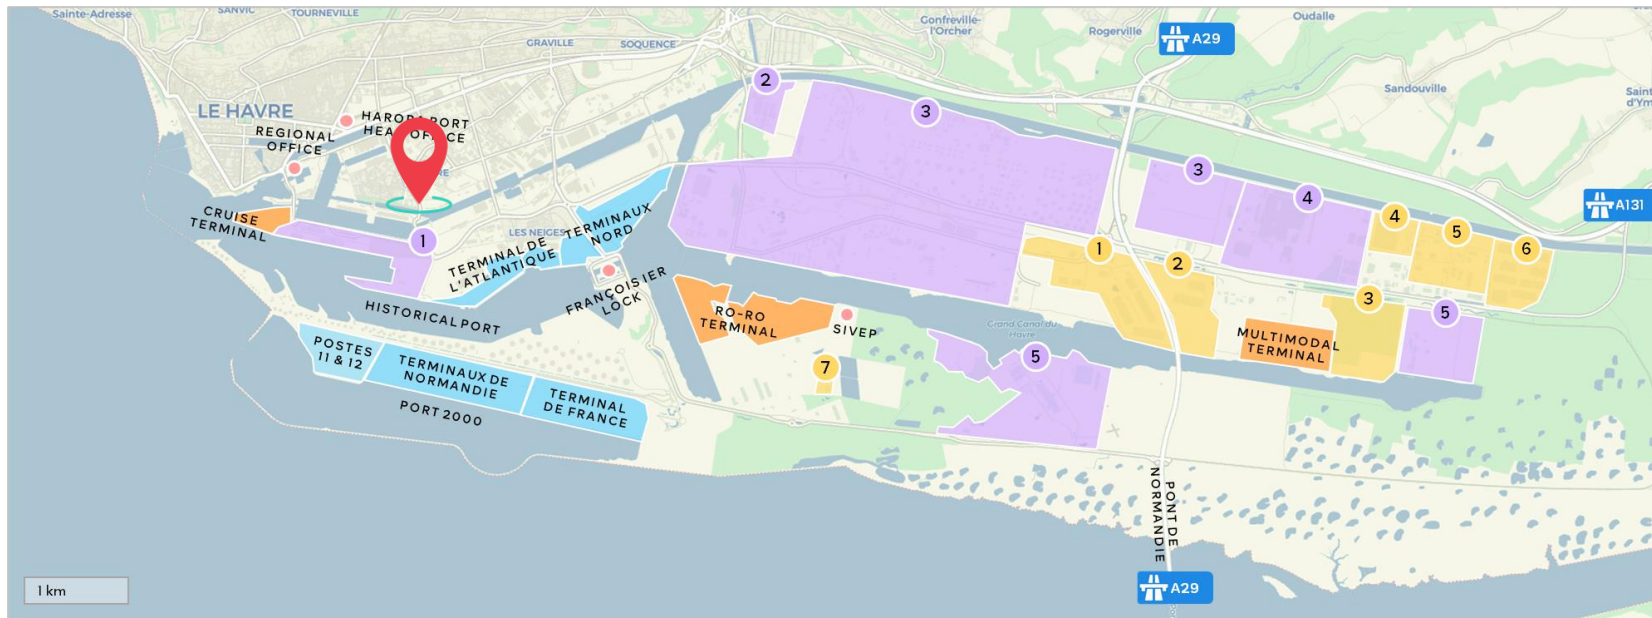 Sainte-Adresse
SANVIC
TOURNEVILLE
GRAVILLE
SOQUENCE
Gonfreville-
l'Orcher
Rogerville
A29
Oudalle
Sandouville
Saint
d'Ym
LE HAVRE
HAROPA PORT
HEAD OFFICE
REGIONAL
OFFICE
2
3
3
4
4
5
6
A131
CRUISE
TERMINAL
1
LES NEIGES
TERMINAUX
NORD
TERMINAL DE
L'ATLANTIQUE
FRANÇOIS IER
LOCK
HISTORICAL PORT
1
2
3
5
RO-RO
TERMINAL
SIVEP
Grand Canal du
Havre
MULTIMODAL
TERMINAL
5
7
POSTES
11 & 12
TERMINAUX DE
NORMANDIE
TERMINAL
DE FRANCE
PORT 2000
PONT DE
NORMANDIE
A29
1 km